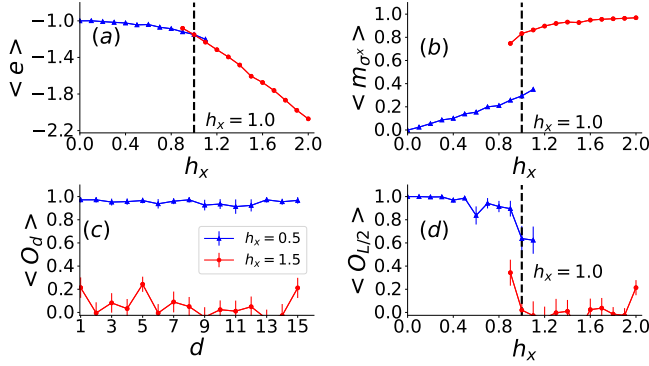 −1.0
−1.4
−1.8
−2.2
< e >
(a)
h_x = 1.0
0.0 0.4 0.8 1.2 1.6 2.0
h_x
1.0
0.8
0.6
0.4
0.2
0.0
< m_{σ^x} >
(b)
h_x = 1.0
0.0 0.4 0.8 1.2 1.6 2.0
h_x
1.0
0.8
0.6
0.4
0.2
0.0
< O_d >
(c)
h_x = 0.5
h_x = 1.5
1 3 5 7 9 11 13 15
d
1.0
0.8
0.6
0.4
0.2
0.0
< O_{L/2} >
(d)
h_x = 1.0
0.0 0.4 0.8 1.2 1.6 2.0
h_x